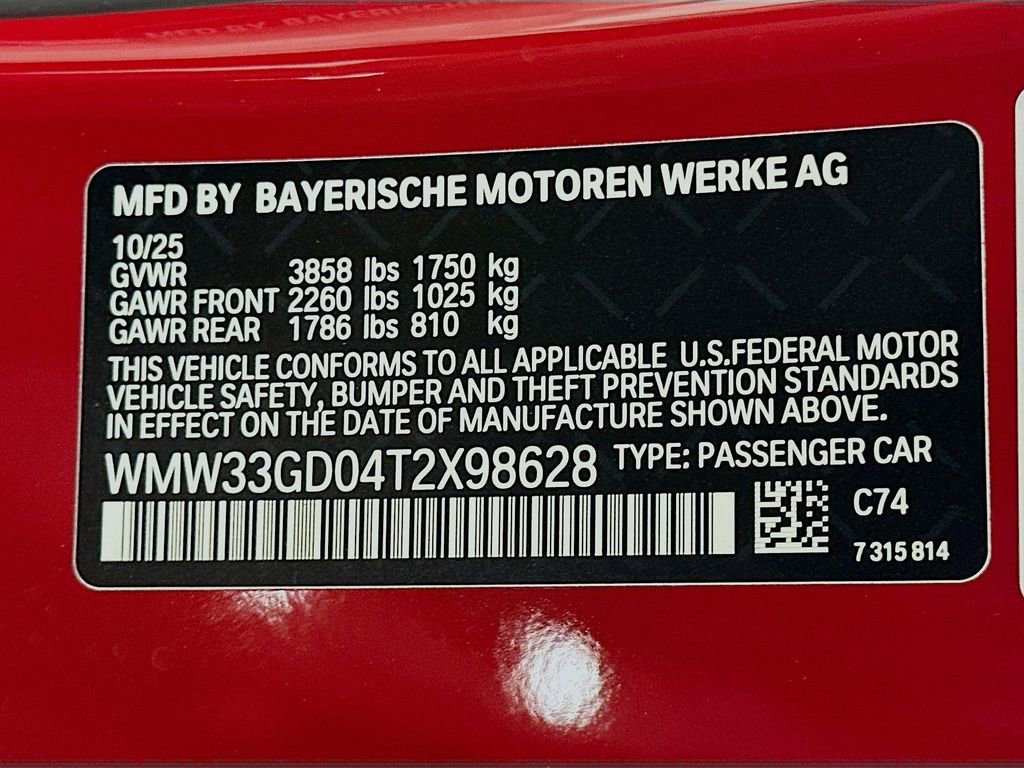 MFD BY BAYERISCHE MOTOREN WERKE AG
10/25
GVWR 3858 lbs 1750 kg
GAWR FRONT 2260 lbs 1025 kg
GAWR REAR 1786 lbs 810 kg
THIS VEHICLE CONFORMS TO ALL APPLICABLE U.S.FEDERAL MOTOR
VEHICLE SAFETY, BUMPER AND THEFT PREVENTION STANDARDS
IN EFFECT ON THE DATE OF MANUFACTURE SHOWN ABOVE.
WMW33GD04T2X98628 TYPE: PASSENGER CAR
C74
7 315 814